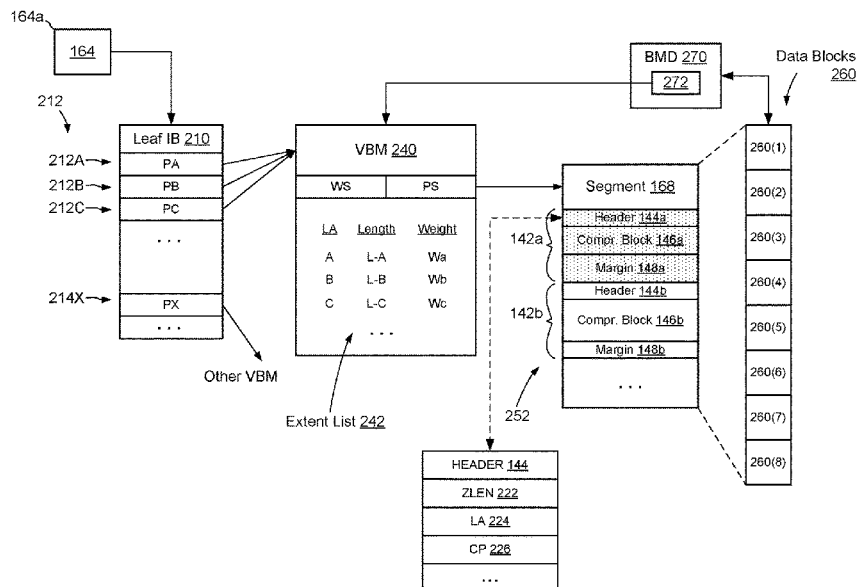 164a
164
BMD 270
272
Data Blocks
260
212
Leaf IB 210
212A
PA
212B
PB
212C
PC
. . .
214X
PX
. . .
Other VBM
VBM 240
WS
PS
LA
Length
Weight
A
L-A
Wa
B
L-B
Wb
C
L-C
Wc
. . .
Extent List 242
Segment 168
142a
Header 144a
Compr. Block 146a
Margin 148a
142b
Header 144b
Compr. Block 146b
Margin 148b
. . .
252
260(1)
260(2)
260(3)
260(4)
260(5)
260(6)
260(7)
260(8)
HEADER 144
ZLEN 222
LA 224
CP 226
...